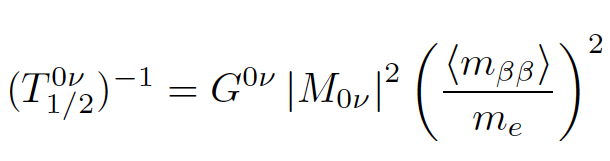 $(T_{1/2}^{0\nu})^{-1} = G^{0\nu} \, |M_{0\nu}|^2 \left( \frac{\langle m_{\beta\beta} \rangle}{m_e} \right)^2$